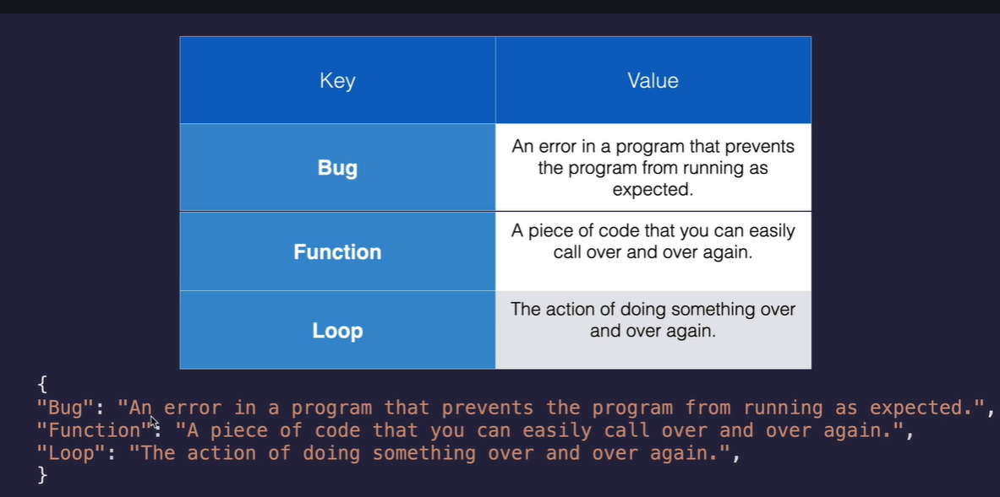 Key
Value
Bug
An error in a program that prevents
the program from running as
expected.
Function
A piece of code that you can easily
call over and over again.
Loop
The action of doing something over
and over again.
{
"Bug": "An error in a program that prevents the program from running as expected.",
"Function": "A piece of code that you can easily call over and over again.",
"Loop": "The action of doing something over and over again.",
}